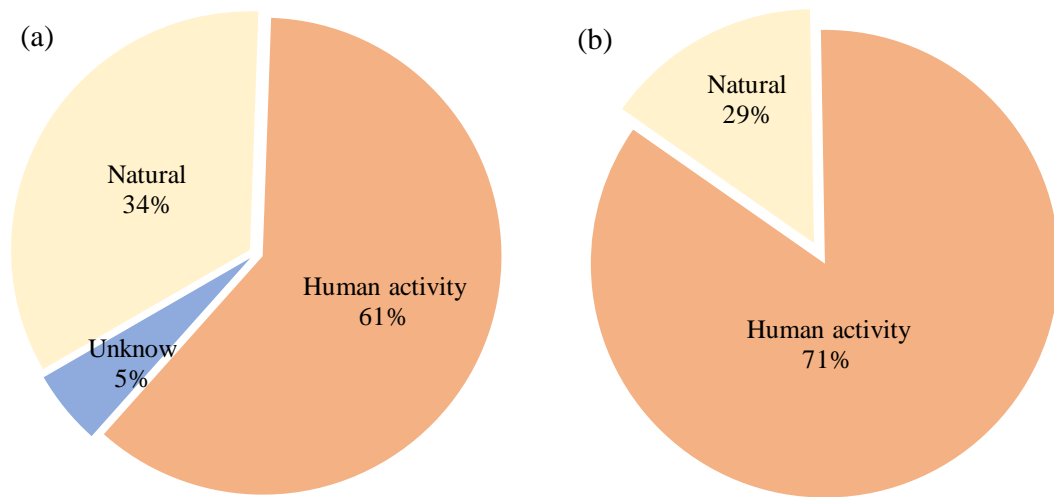 (a)
Natural
34%
Human activity
61%
Unknow
5%
(b)
Natural
29%
Human activity
71%